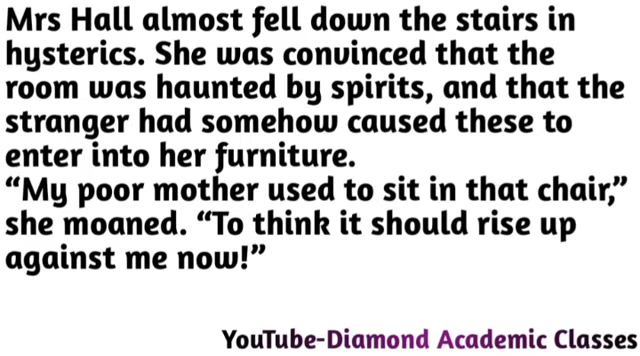 Mrs Hall almost fell down the stairs in
hysterics. She was convinced that the
room was haunted by spirits, and that the
stranger had somehow caused these to
enter into her furniture.
“My poor mother used to sit in that chair,”
she moaned. “To think it should rise up
against me now!”
YouTube-Diamond Academic Classes